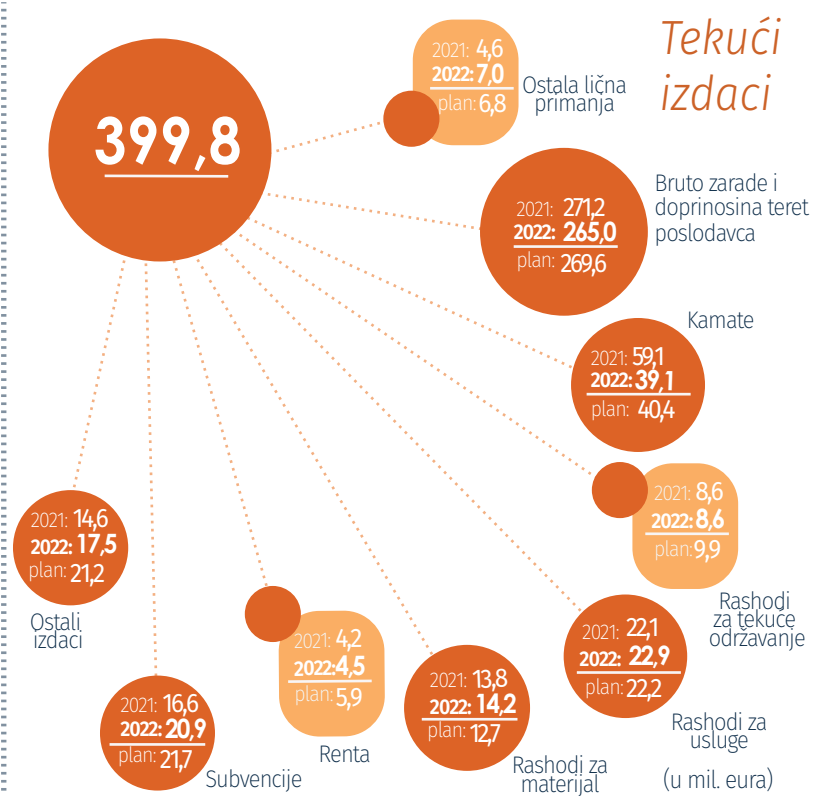 Tekući
izdaci
399,8
2021: 4,6
2022: 7,0
plan: 6,8
Ostala lična
primanja
2021: 271,2
2022: 265,0
plan: 269,6
Bruto zarade i
doprinosina teret
poslodavca
Kamate
2021: 59,1
2022: 39,1
plan: 40,4
2021: 8,6
2022: 8,6
plan: 9,9
Rashodi
za tekuće
održavanje
2021: 22,1
2022: 22,9
plan: 22,2
Rashodi za
usluge
2021: 13,8
2022: 14,2
plan: 12,7
Rashodi za
materijal
2021: 4,2
2022: 4,5
plan: 5,9
Renta
2021: 16,6
2022: 20,9
plan: 21,7
Subvencije
2021: 14,6
2022: 17,5
plan: 21,2
Ostali
izdaci
(u mil. eura)